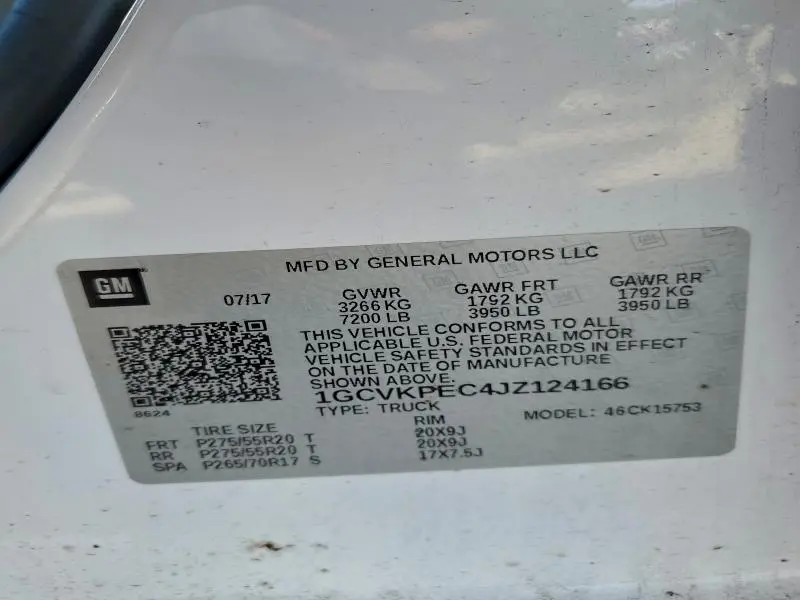 MFD BY GENERAL MOTORS LLC
GM
07/17
GVWR
3266 KG
7200 LB
GAWR FRT
1792 KG
3950 LB
GAWR RR
1792 KG
3950 LB
THIS VEHICLE CONFORMS TO ALL
APPLICABLE U.S. FEDERAL MOTOR
VEHICLE SAFETY STANDARDS IN EFFECT
ON THE DATE OF MANUFACTURE
SHOWN ABOVE.
1GCVKPEC4JZ124166
8624
TYPE: TRUCK
MODEL: 46CK15753
TIRE SIZE RIM
FRT P275/55R20 T 20X9J
RR P275/55R20 T 20X9J
SPA P265/70R17 S 17X7.5J